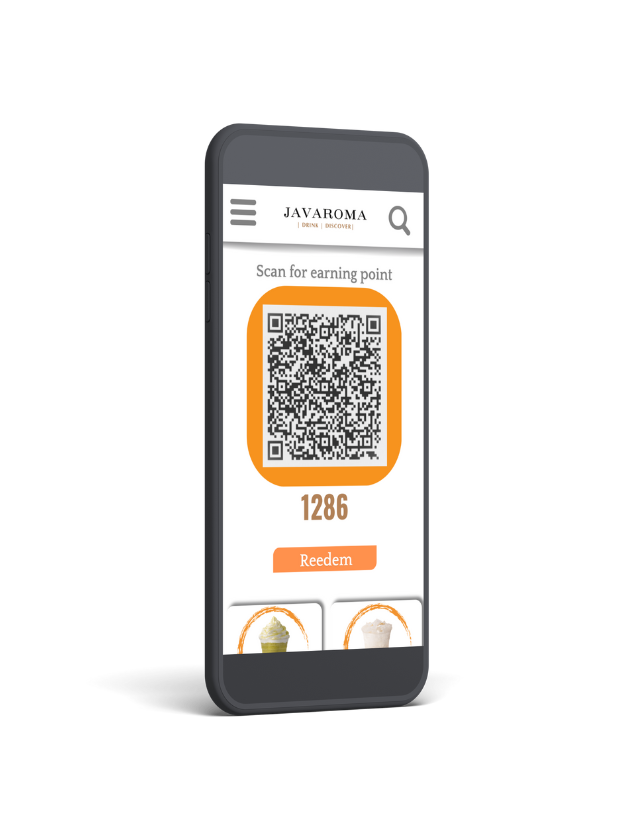 JAVAROMA
| DRINK | DISCOVER|
Scan for earning point
1286
Reedem